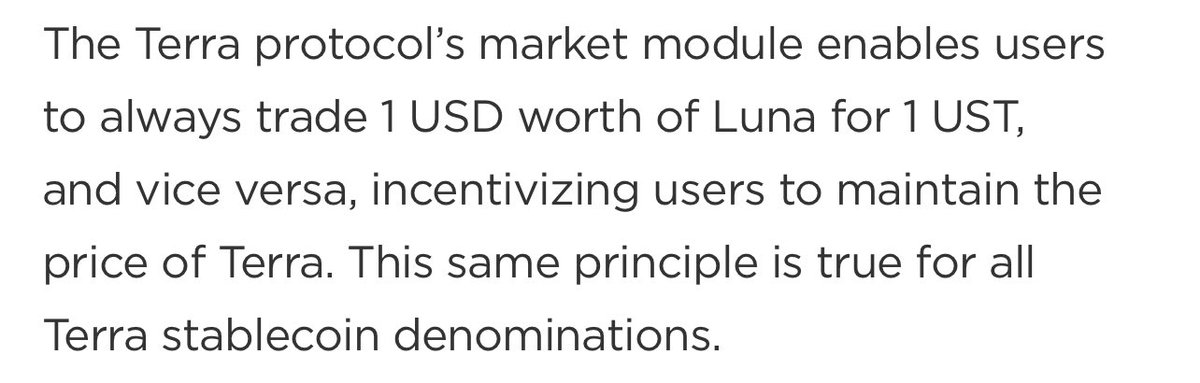 The Terra protocol’s market module enables users
to always trade 1 USD worth of Luna for 1 UST,
and vice versa, incentivizing users to maintain the
price of Terra. This same principle is true for all
Terra stablecoin denominations.